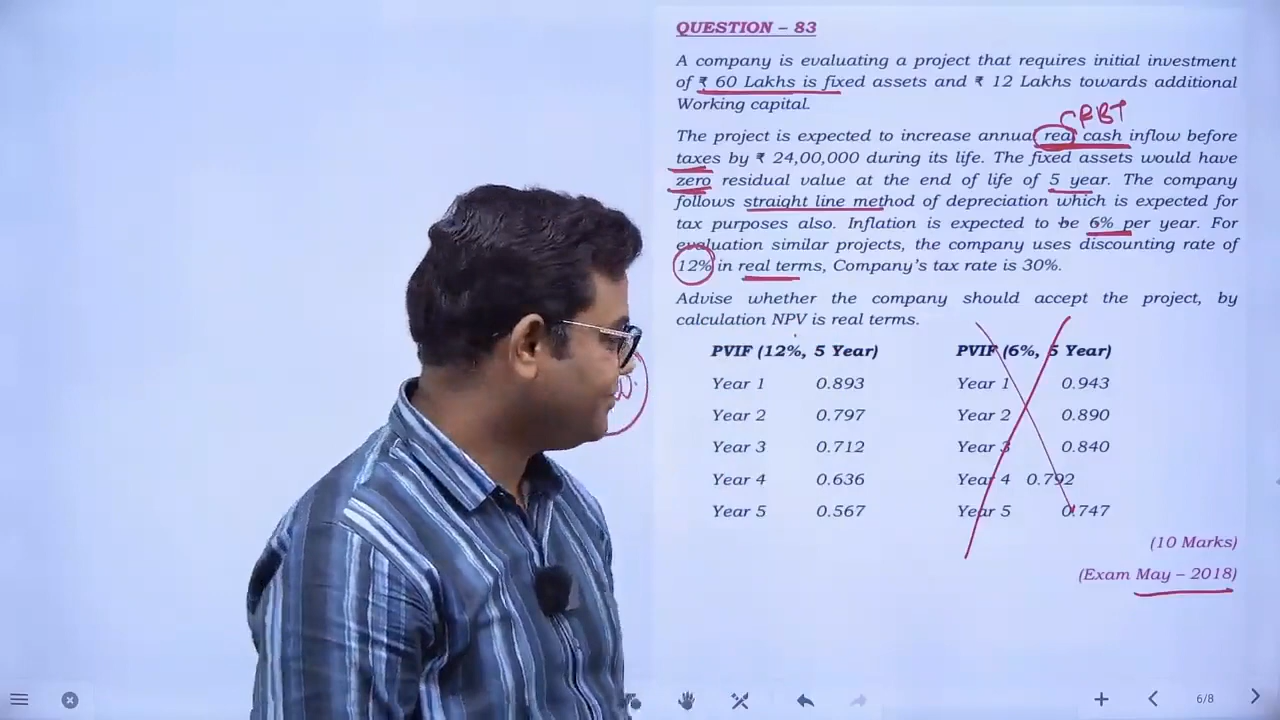 QUESTION – 83
A company is evaluating a project that requires initial investment
of ₹ 60 Lakhs is fixed assets and ₹ 12 Lakhs towards additional
Working capital.
CFBT
The project is expected to increase annual real cash inflow before
taxes by ₹ 24,00,000 during its life. The fixed assets would have
zero residual value at the end of life of 5 year. The company
follows straight line method of depreciation which is expected for
tax purposes also. Inflation is expected to be 6% per year. For
evaluation similar projects, the company uses discounting rate of
12% in real terms, Company's tax rate is 30%.
Advise whether the company should accept the project, by
calculation NPV is real terms.
PVIF (12%, 5 Year) PVIF (6%, 5 Year)
Year 1 0.893 Year 1 0.943
Year 2 0.797 Year 2 0.890
Year 3 0.712 Year 3 0.840
Year 4 0.636 Year 4 0.792
Year 5 0.567 Year 5 0.747
(10 Marks)
(Exam May – 2018)
6/8